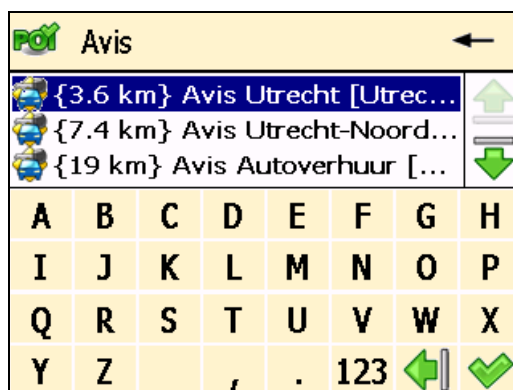 POI Avis
{3.6 km} Avis Utrecht [Utrec...
{7.4 km} Avis Utrecht-Noord...
{19 km} Avis Autoverhuur [...
A B C D E F G H
I J K L M N O P
Q R S T U V W X
Y Z , . 123